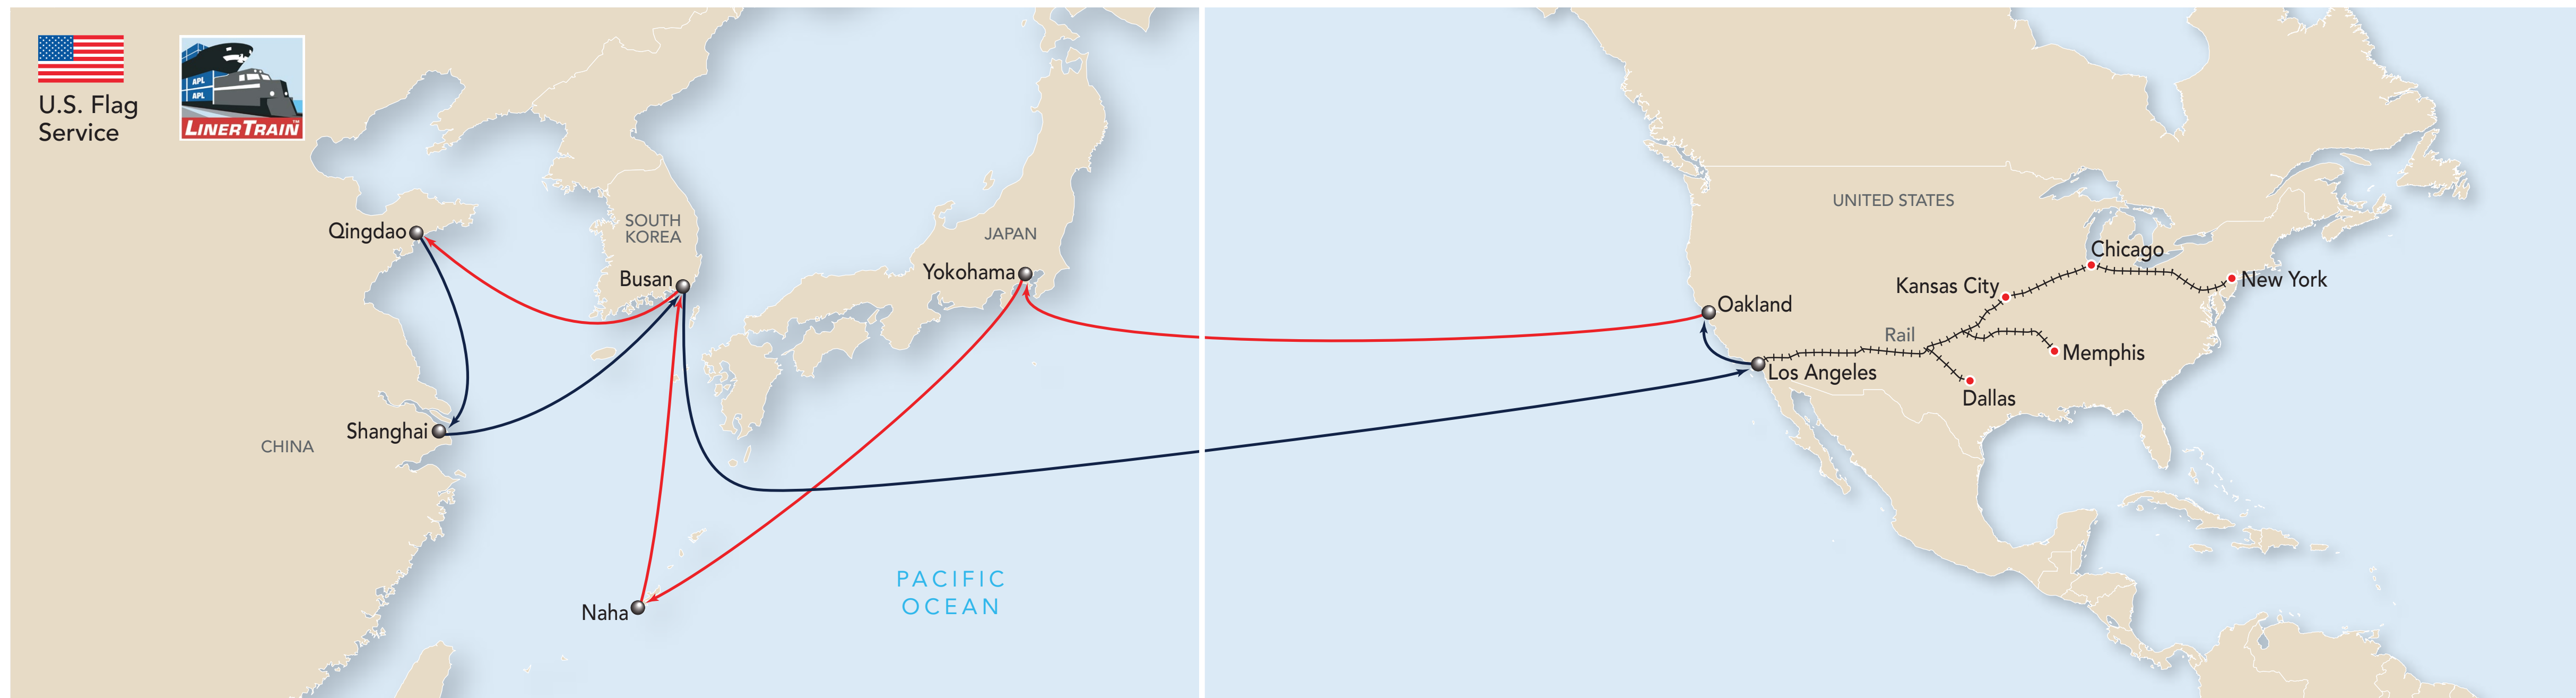 U.S. Flag
Service
APL
APL
LINERTRAIN™
Qingdao
SOUTH
KOREA
Busan
JAPAN
Yokohama
Shanghai
CHINA
Naha
PACIFIC
OCEAN
UNITED STATES
Chicago
New York
Kansas City
Oakland
Rail
Memphis
Los Angeles
Dallas